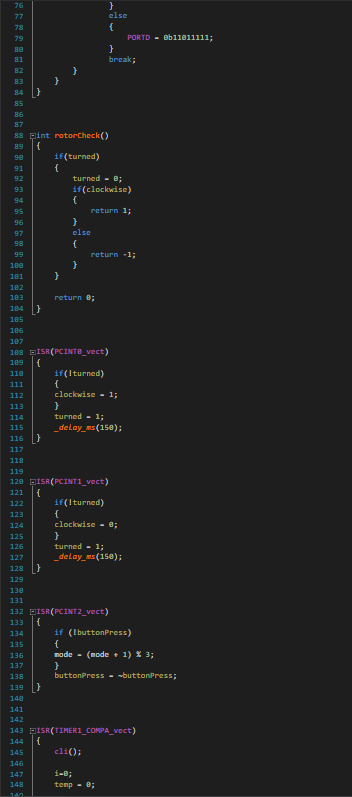 76 }
77 else
78 {
79 PORTD = 0b11011111;
80 }
81 break;
82 }
83 }
84 }
85
86
87
88 int rotorCheck()
89 {
90 if(turned)
91 {
92 turned = 0;
93 if(clockwise)
94 {
95 return 1;
96 }
97 else
98 {
99 return -1;
100 }
101 }
102
103 return 0;
104 }
105
106
107
108 ISR(PCINT0_vect)
109 {
110 if(!turned)
111 {
112 clockwise = 1;
113 }
114 turned = 1;
115 _delay_ms(150);
116 }
117
118
119
120 ISR(PCINT1_vect)
121 {
122 if(!turned)
123 {
124 clockwise = 0;
125 }
126 turned = 1;
127 _delay_ms(150);
128 }
129
130
131
132 ISR(PCINT2_vect)
133 {
134 if (!buttonPress)
135 {
136 mode = (mode + 1) % 3;
137 }
138 buttonPress = ~buttonPress;
139 }
140
141
142
143 ISR(TIMER1_COMPA_vect)
144 {
145 cli();
146
147 i=0;
148 temp = 0;